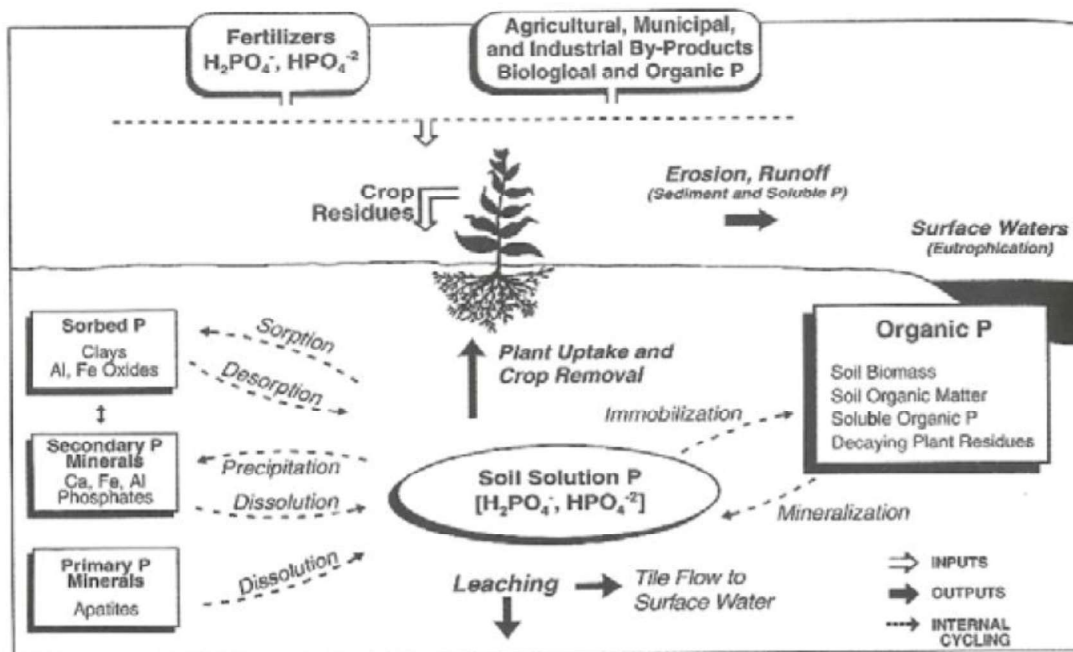 Fertilizers
H₂PO₄⁻, HPO₄⁻²
Agricultural, Municipal,
and Industrial By-Products
Biological and Organic P
Crop
Residues
Erosion, Runoff
(Sediment and Soluble P)
Surface Waters
(Eutrophication)
Sorbed P
Clays
Al, Fe Oxides
Sorption
Desorption
Plant Uptake and
Crop Removal
Organic P
Soil Biomass
Soil Organic Matter
Soluble Organic P
Decaying Plant Residues
Immobilization
Secondary P
Minerals
Ca, Fe, Al
Phosphates
Precipitation
Dissolution
Soil Solution P
[H₂PO₄⁻, HPO₄⁻²]
Mineralization
Primary P
Minerals
Apatites
Dissolution
Leaching
Tile Flow to
Surface Water
INPUTS
OUTPUTS
INTERNAL
CYCLING